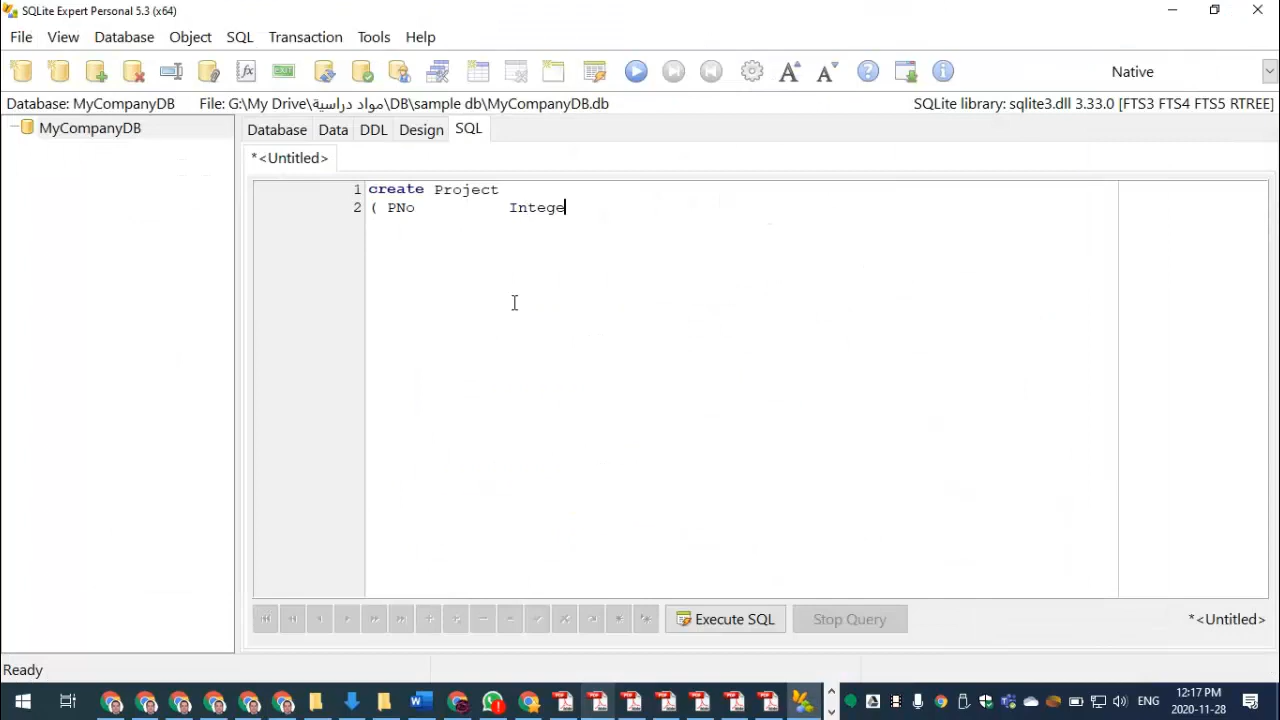 SQLite Expert Personal 5.3 (x64)
File View Database Object SQL Transaction Tools Help
Native
Database: MyCompanyDB File: G:\My Drive\مواد دراسية\DB\sample db\MyCompanyDB.db SQLite library: sqlite3.dll 3.33.0 [FTS3 FTS4 FTS5 RTREE]
MyCompanyDB
Database Data DDL Design SQL
*<Untitled>
1 create Project
2 ( PNo Intege
Execute SQL Stop Query *<Untitled>
Ready
ENG
12:17 PM
2020-11-28